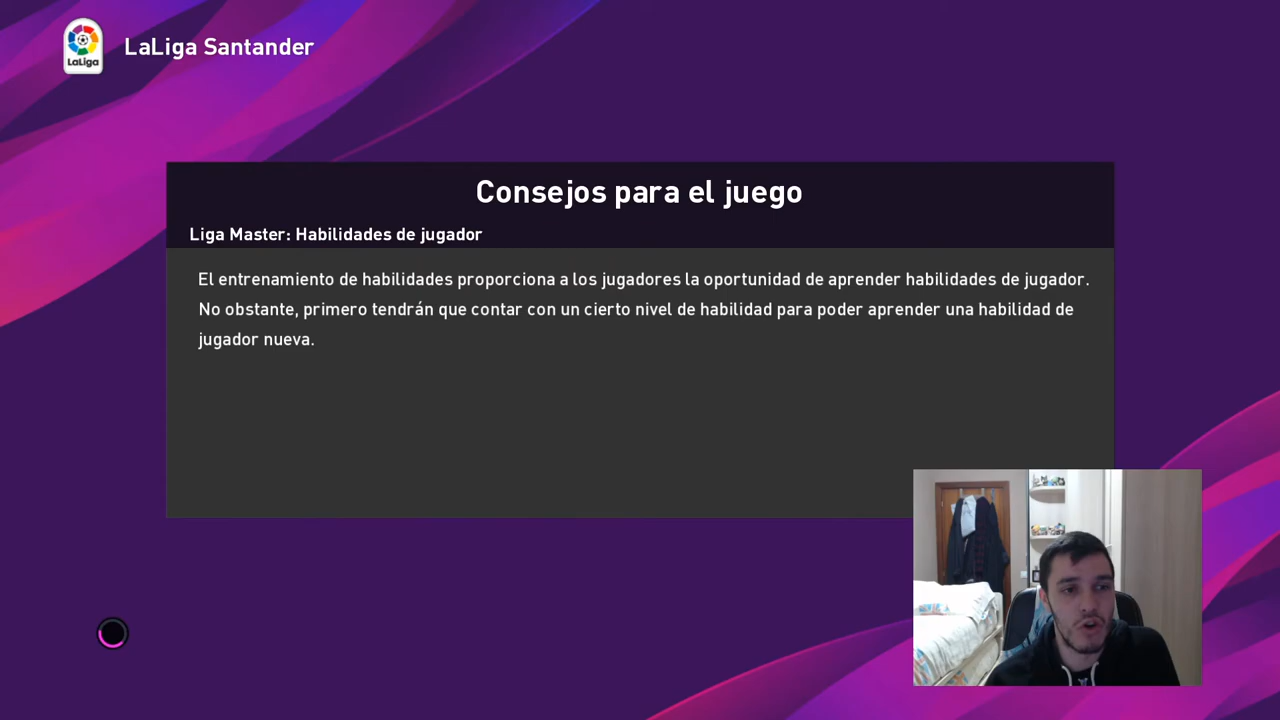 LaLiga
LaLiga Santander
Consejos para el juego
Liga Master: Habilidades de jugador
El entrenamiento de habilidades proporciona a los jugadores la oportunidad de aprender habilidades de jugador.
No obstante, primero tendrán que contar con un cierto nivel de habilidad para poder aprender una habilidad de
jugador nueva.